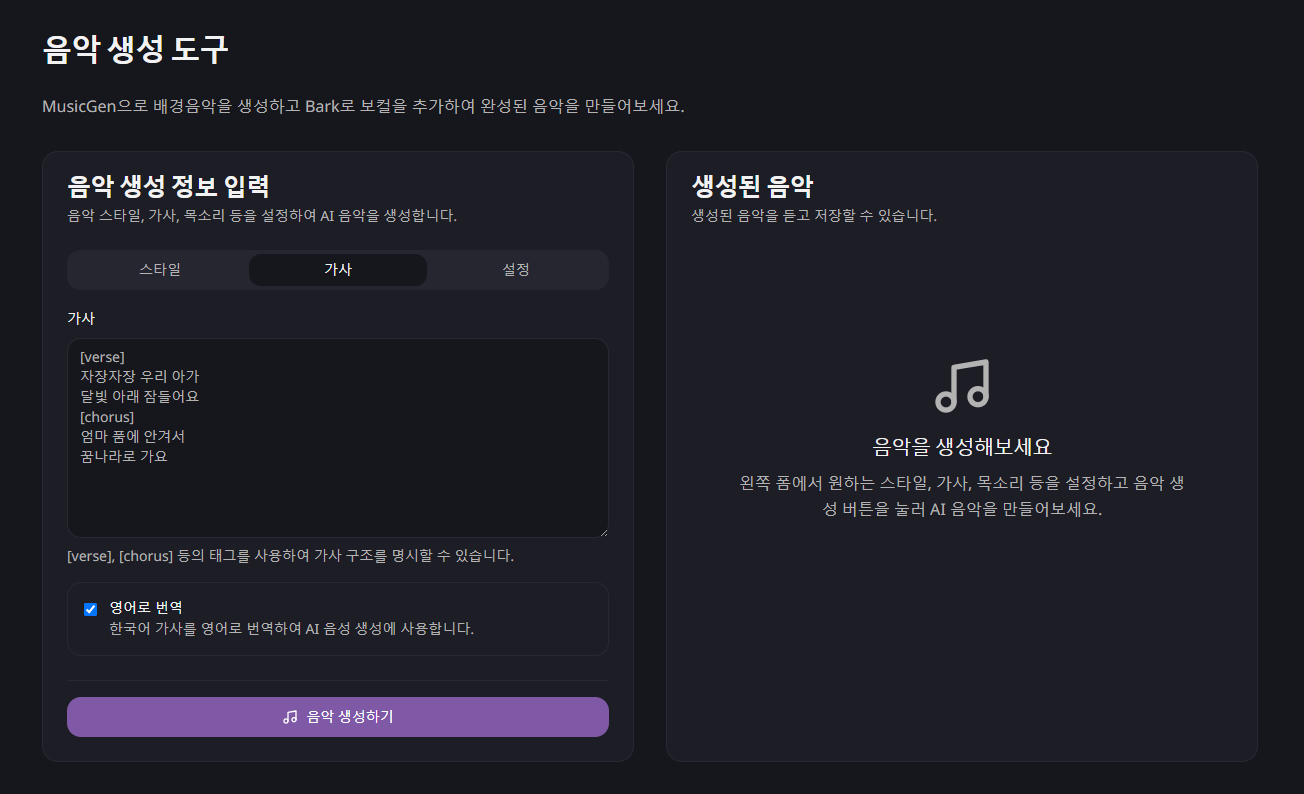 음악 생성 도구
MusicGen으로 배경음악을 생성하고 Bark로 보컬을 추가하여 완성된 음악을 만들어보세요.
음악 생성 정보 입력
음악 스타일, 가사, 목소리 등을 설정하여 AI 음악을 생성합니다.
스타일
가사
설정
가사
[verse]
자장자장 우리 아가
달빛 아래 잠들어요
[chorus]
엄마 품에 안겨서
꿈나라로 가요
[verse], [chorus] 등의 태그를 사용하여 가사 구조를 명시할 수 있습니다.
영어로 번역
한국어 가사를 영어로 번역하여 AI 음성 생성에 사용합니다.
음악 생성하기
생성된 음악
생성된 음악을 듣고 저장할 수 있습니다.
음악을 생성해보세요
왼쪽 폼에서 원하는 스타일, 가사, 목소리 등을 설정하고 음악 생
성 버튼을 눌러 AI 음악을 만들어보세요.